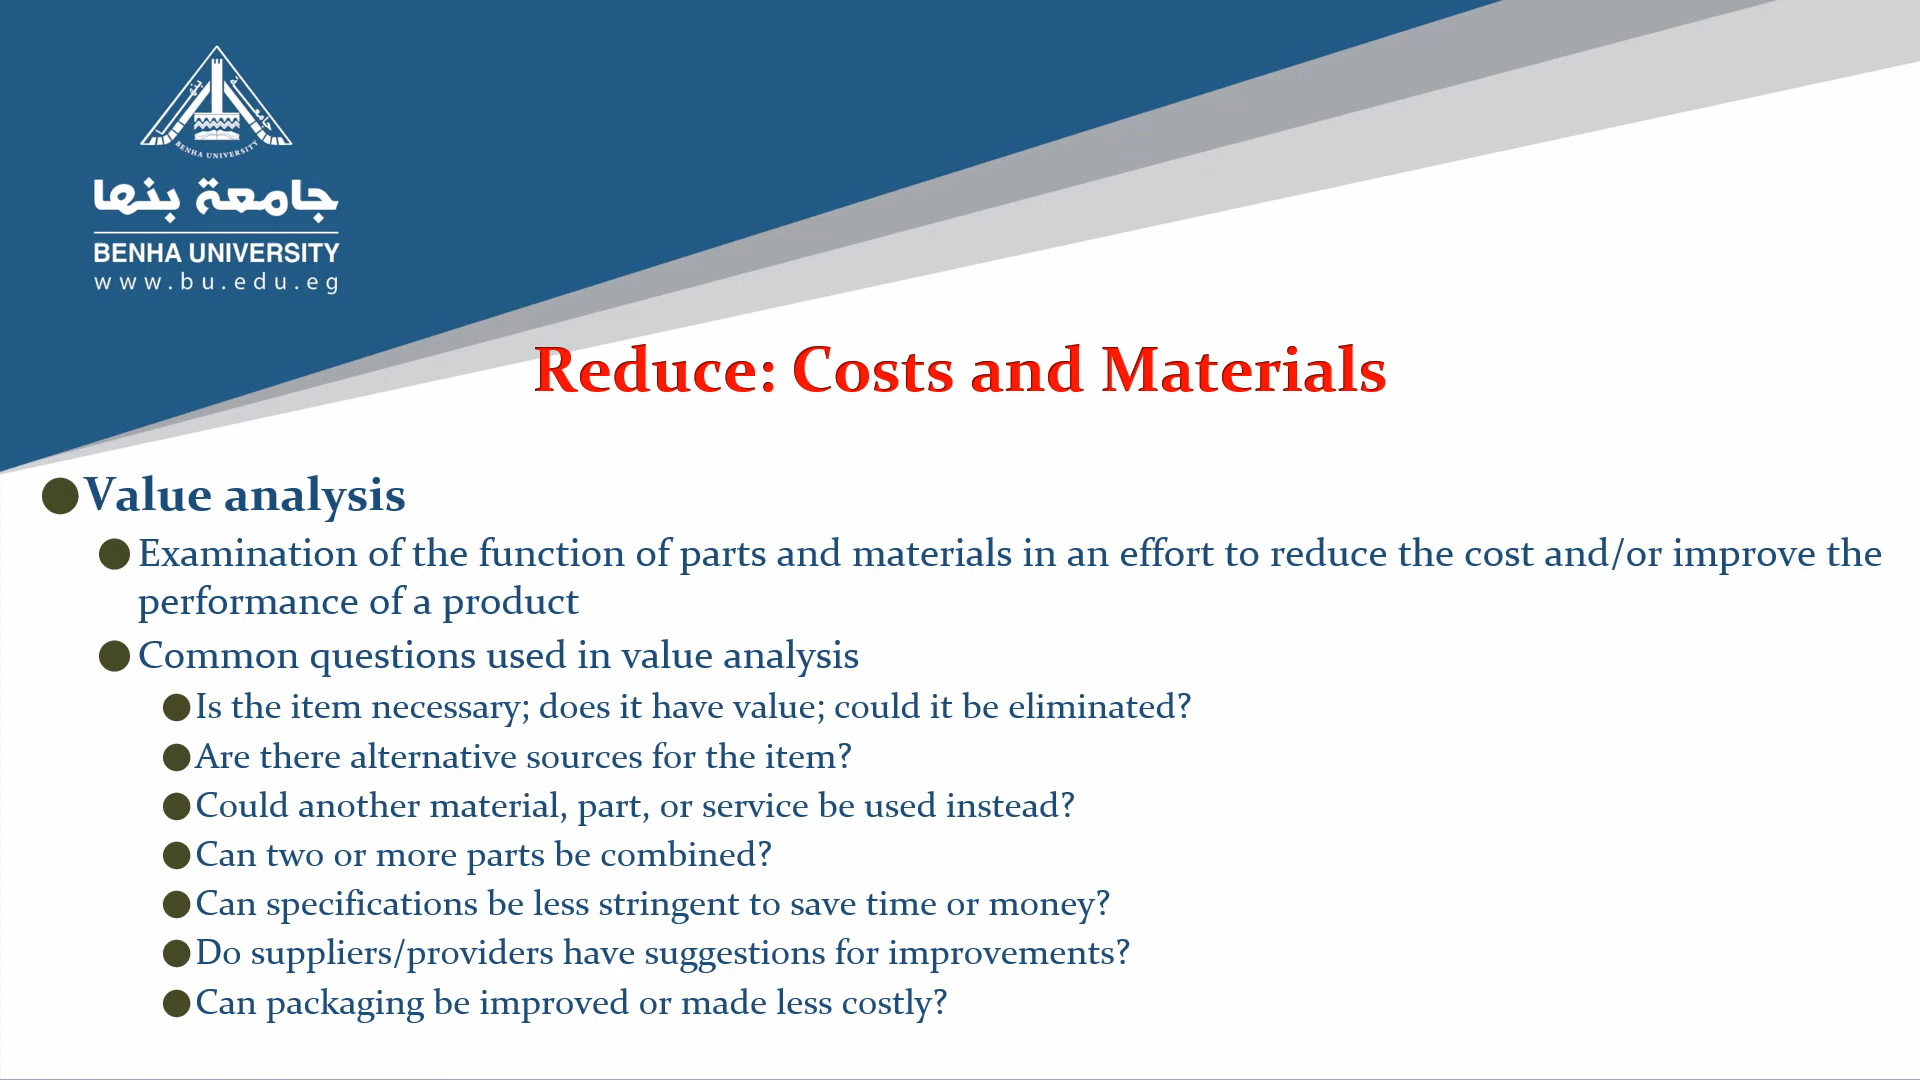 BENHA UNIVERSITY
جامعة بنها
BENHA UNIVERSITY
www.bu.edu.eg
Reduce: Costs and Materials
Value analysis
Examination of the function of parts and materials in an effort to reduce the cost and/or improve the
performance of a product
Common questions used in value analysis
Is the item necessary; does it have value; could it be eliminated?
Are there alternative sources for the item?
Could another material, part, or service be used instead?
Can two or more parts be combined?
Can specifications be less stringent to save time or money?
Do suppliers/providers have suggestions for improvements?
Can packaging be improved or made less costly?